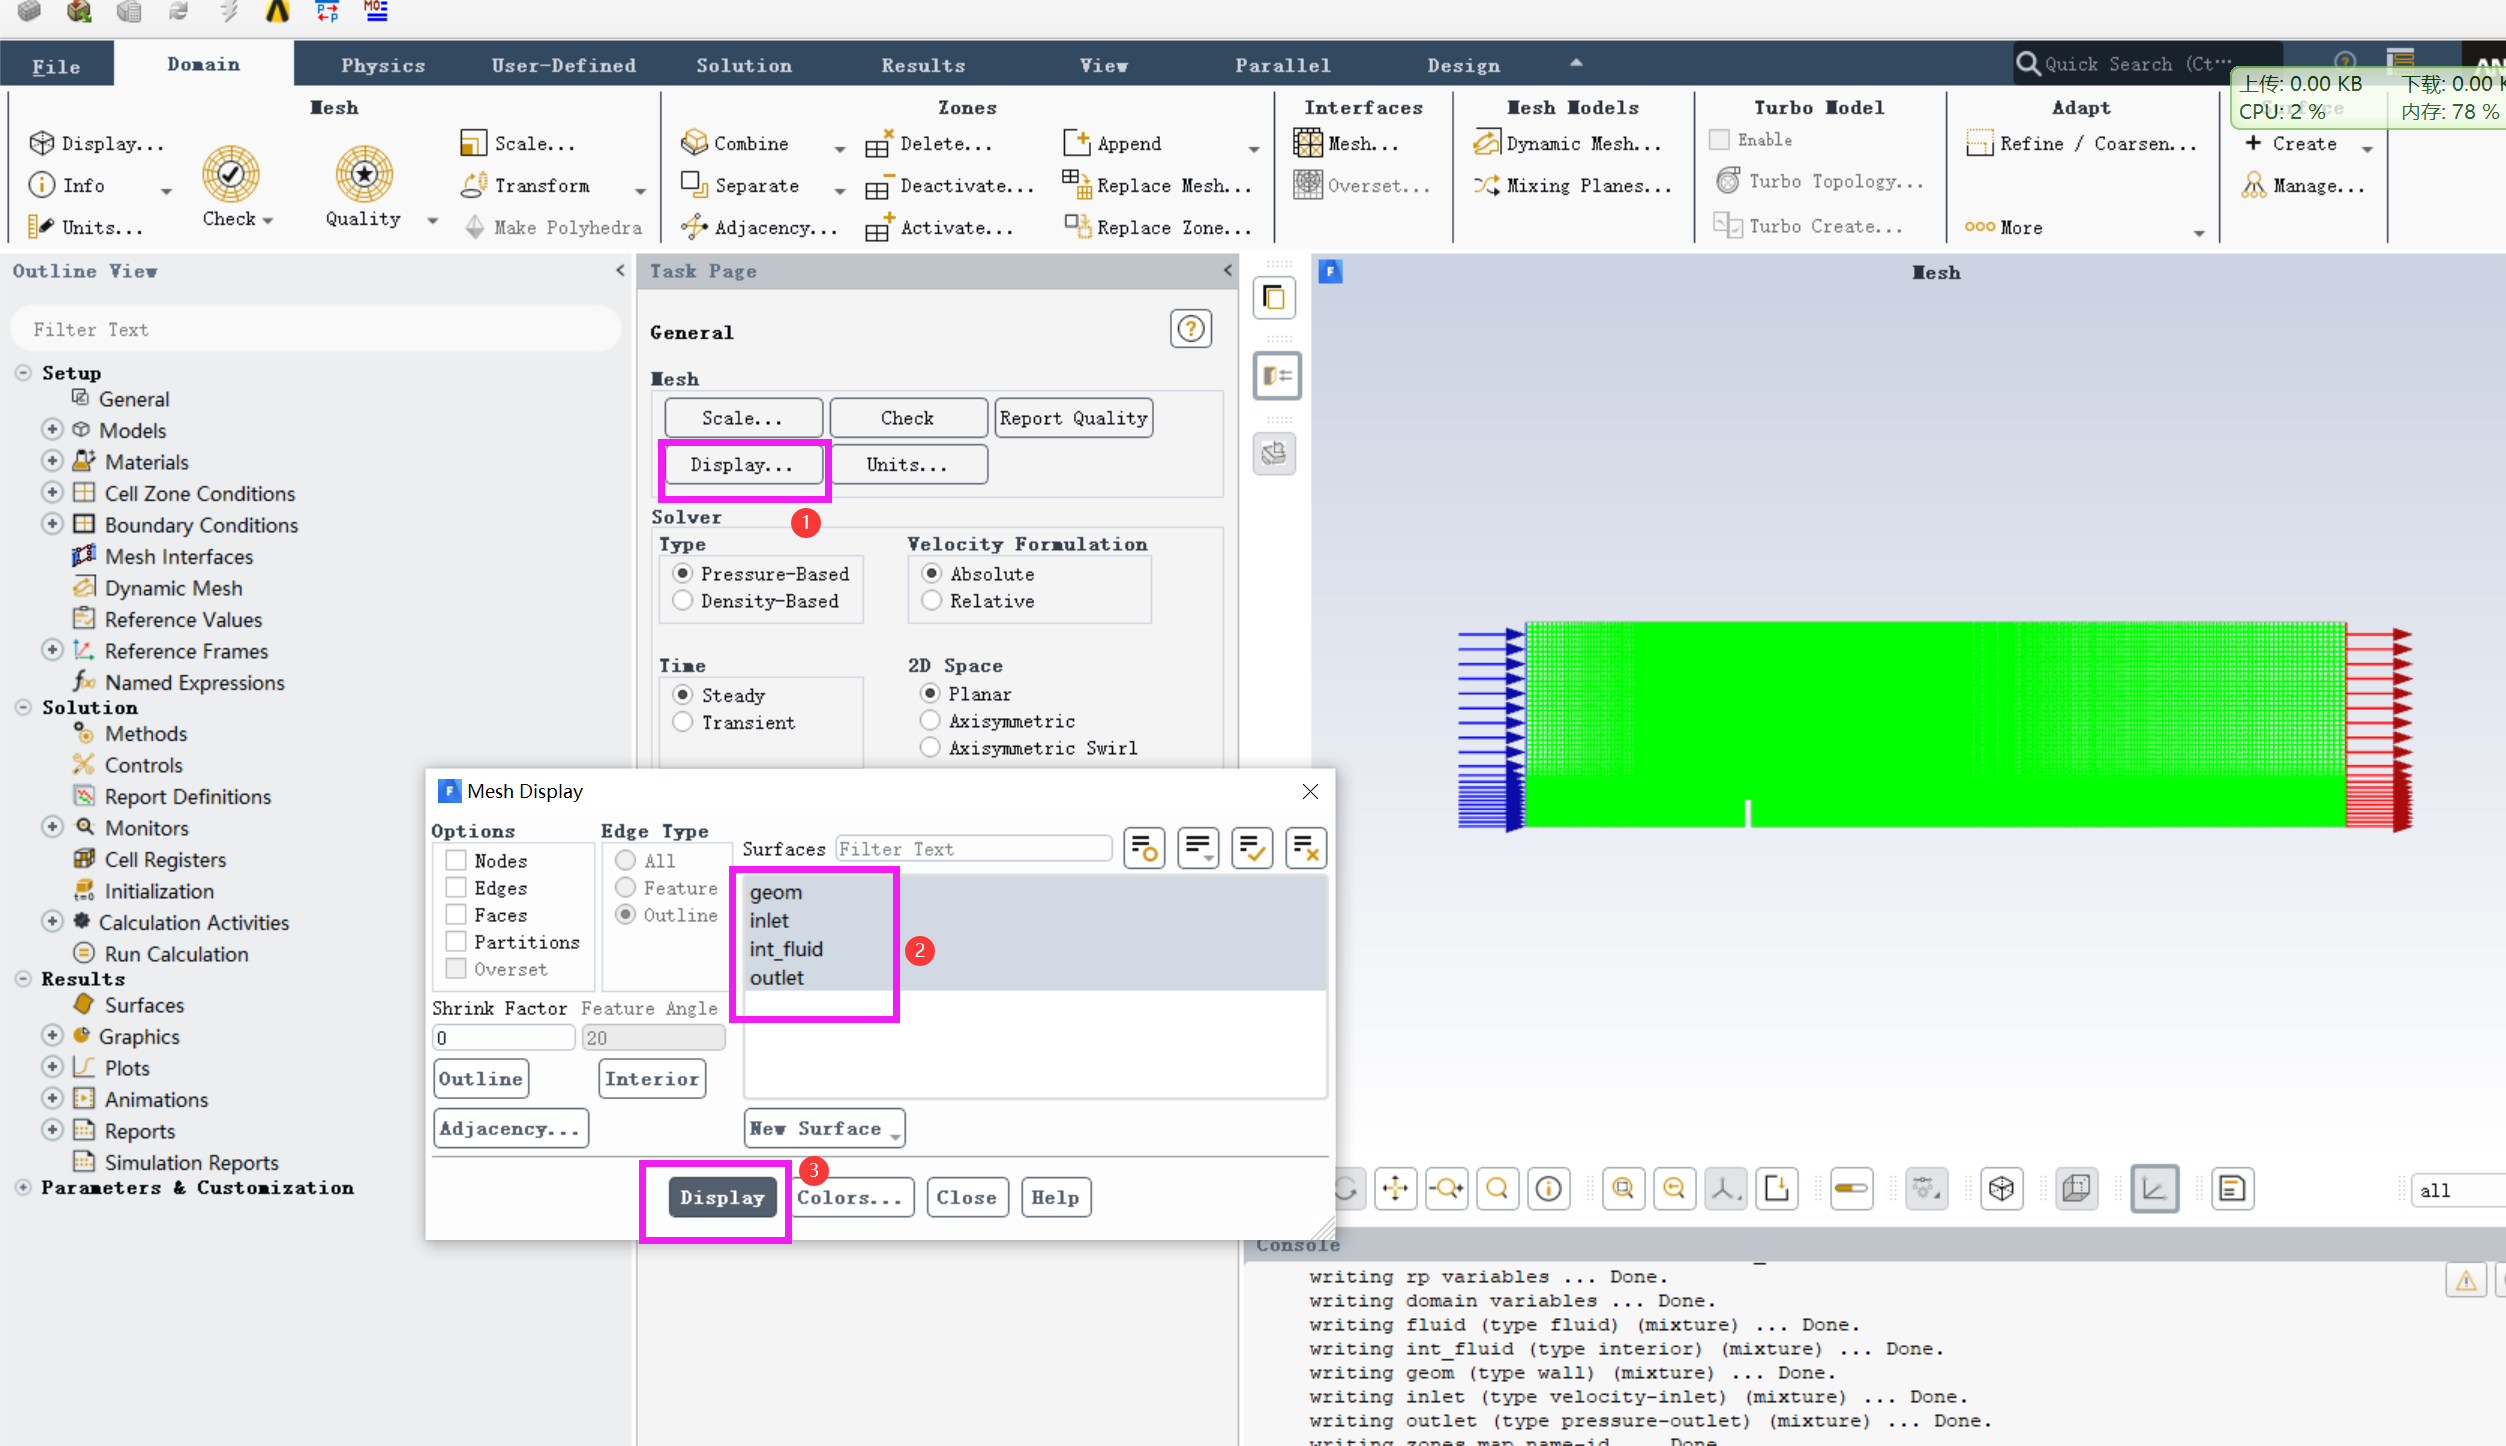 File
Domain
Physics
User-Defined
Solution
Results
View
Parallel
Design
Quick Search (Ct...
上传: 0.00 KB
下载: 0.00 K
CPU: 2 %
内存: 78 %
Mesh
Display...
Info
Units...
Check
Quality
Scale...
Transform
Make Polyhedra
Zones
Combine
Separate
Adjacency...
Delete...
Deactivate...
Activate...
Append
Replace Mesh...
Replace Zone...
Interfaces
Mesh...
Overset...
Mesh Models
Dynamic Mesh...
Mixing Planes...
Turbo Model
Enable
Turbo Topology...
Turbo Create...
Adapt
Refine / Coarsen...
More
Create
Manage...
Outline View
Filter Text
Setup
General
Models
Materials
Cell Zone Conditions
Boundary Conditions
Mesh Interfaces
Dynamic Mesh
Reference Values
Reference Frames
Named Expressions
Solution
Methods
Controls
Report Definitions
Monitors
Cell Registers
Initialization
Calculation Activities
Run Calculation
Results
Surfaces
Graphics
Plots
Animations
Reports
Simulation Reports
Parameters & Customization
Task Page
General
Mesh
Scale...
Check
Report Quality
Display...
Units...
1
Solver
Type
Pressure-Based
Density-Based
Velocity Formulation
Absolute
Relative
Time
Steady
Transient
2D Space
Planar
Axisymmetric
Axisymmetric Swirl
Mesh
Mesh Display
Options
Nodes
Edges
Faces
Partitions
Overset
Edge Type
All
Feature
Outline
Shrink Factor
Feature Angle
0
20
Outline
Interior
Adjacency...
Surfaces
Filter Text
geom
inlet
int_fluid
outlet
2
New Surface
3
Display
Colors...
Close
Help
all
Console
writing rp variables ... Done.
writing domain variables ... Done.
writing fluid (type fluid) (mixture) ... Done.
writing int_fluid (type interior) (mixture) ... Done.
writing geom (type wall) (mixture) ... Done.
writing inlet (type velocity-inlet) (mixture) ... Done.
writing outlet (type pressure-outlet) (mixture) ... Done.
writing zones map name-id ... Done.